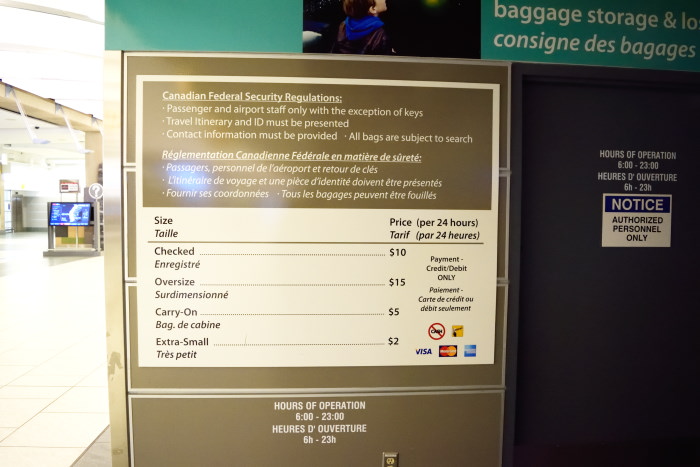 baggage storage & lo
consigne des bagages
Canadian Federal Security Regulations:
· Passenger and airport staff only with the exception of keys
· Travel Itinerary and ID must be presented
· Contact information must be provided · All bags are subject to search
Réglementation Canadienne Fédérale en matière de sûreté:
· Passagers, personnel de l'aéroport et retour de clés
· L'itinéraire de voyage et une pièce d'identité doivent être présentés
· Fournir ses coordonnées · Tous les bagages peuvent être fouillés
Size Price (per 24 hours)
Taille Tarif (par 24 heures)
Checked $10
Enregistré
Oversize $15
Surdimensionné
Carry-On $5
Bag. de cabine
Extra-Small $2
Très petit
Payment -
Credit/Debit
ONLY
Paiement -
Carte de crédit ou
débit seulement
CASH
VISA MasterCard
HOURS OF OPERATION
6:00 - 23:00
HEURES D' OUVERTURE
6h - 23h
HOURS OF OPERATION
6:00 - 23:00
HEURES D' OUVERTURE
6h - 23h
NOTICE
AUTHORIZED
PERSONNEL
ONLY
?